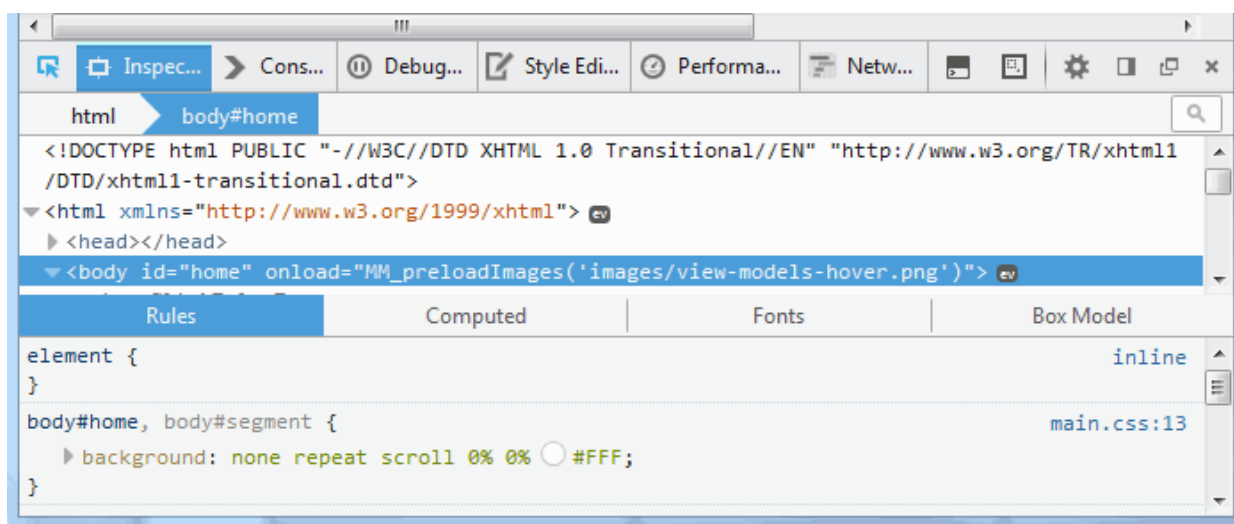 Inspec... Cons... Debug... Style Edi... Performa... Netw...
html body#home
<!DOCTYPE html PUBLIC "-//W3C//DTD XHTML 1.0 Transitional//EN" "http://www.w3.org/TR/xhtml1
/DTD/xhtml1-transitional.dtd">
<html xmlns="http://www.w3.org/1999/xhtml"> ev
<head></head>
<body id="home" onload="MM_preloadImages('images/view-models-hover.png')"> ev
Rules Computed Fonts Box Model
element { inline
}
body#home, body#segment { main.css:13
background: none repeat scroll 0% 0% #FFF;
}